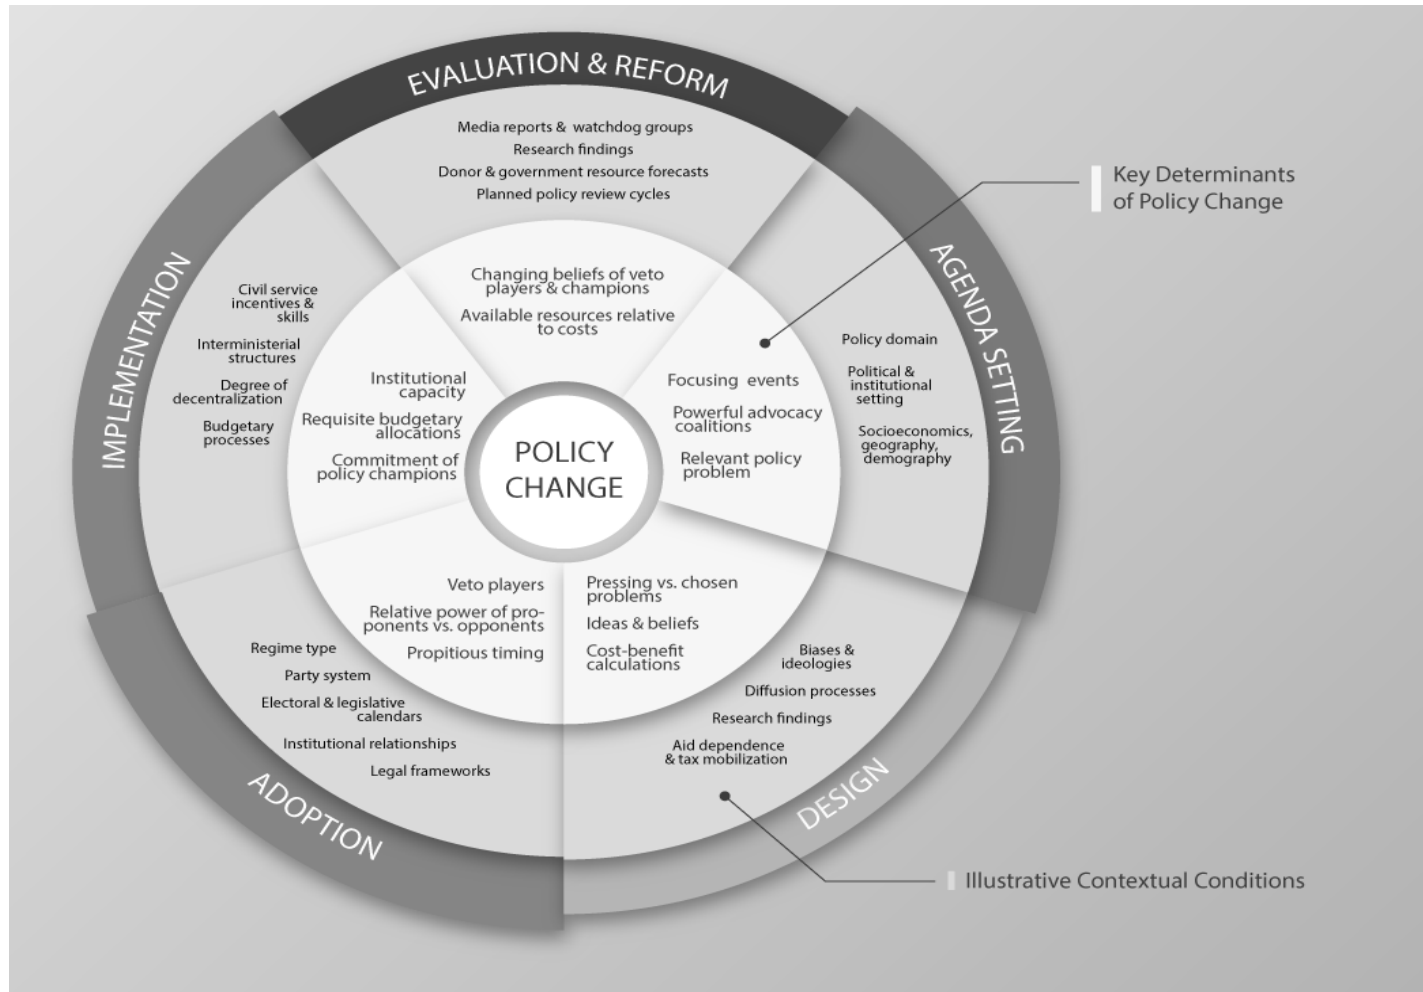 EVALUATION & REFORM
Media reports & watchdog groups
Research findings
Donor & government resource forecasts
Planned policy review cycles
Changing beliefs of veto
players & champions
Available resources relative
to costs
Key Determinants
of Policy Change
AGENDA SETTING
Policy domain
Political &
institutional
setting
Socioeconomics,
geography,
demography
Focusing events
Powerful advocacy
coalitions
Relevant policy
problem
IMPLEMENTATION
Civil service
incentives &
skills
Interministerial
structures
Degree of
decentralization
Budgetary
processes
Institutional
capacity
Requisite budgetary
allocations
Commitment of
policy champions
POLICY
CHANGE
Veto players
Relative power of pro-
ponents vs. opponents
Propitious timing
Regime type
Party system
Electoral & legislative
calendars
Institutional relationships
Legal frameworks
ADOPTION
Pressing vs. chosen
problems
Ideas & beliefs
Cost-benefit
calculations
Biases &
ideologies
Diffusion processes
Research findings
Aid dependence
& tax mobilization
DESIGN
Illustrative Contextual Conditions